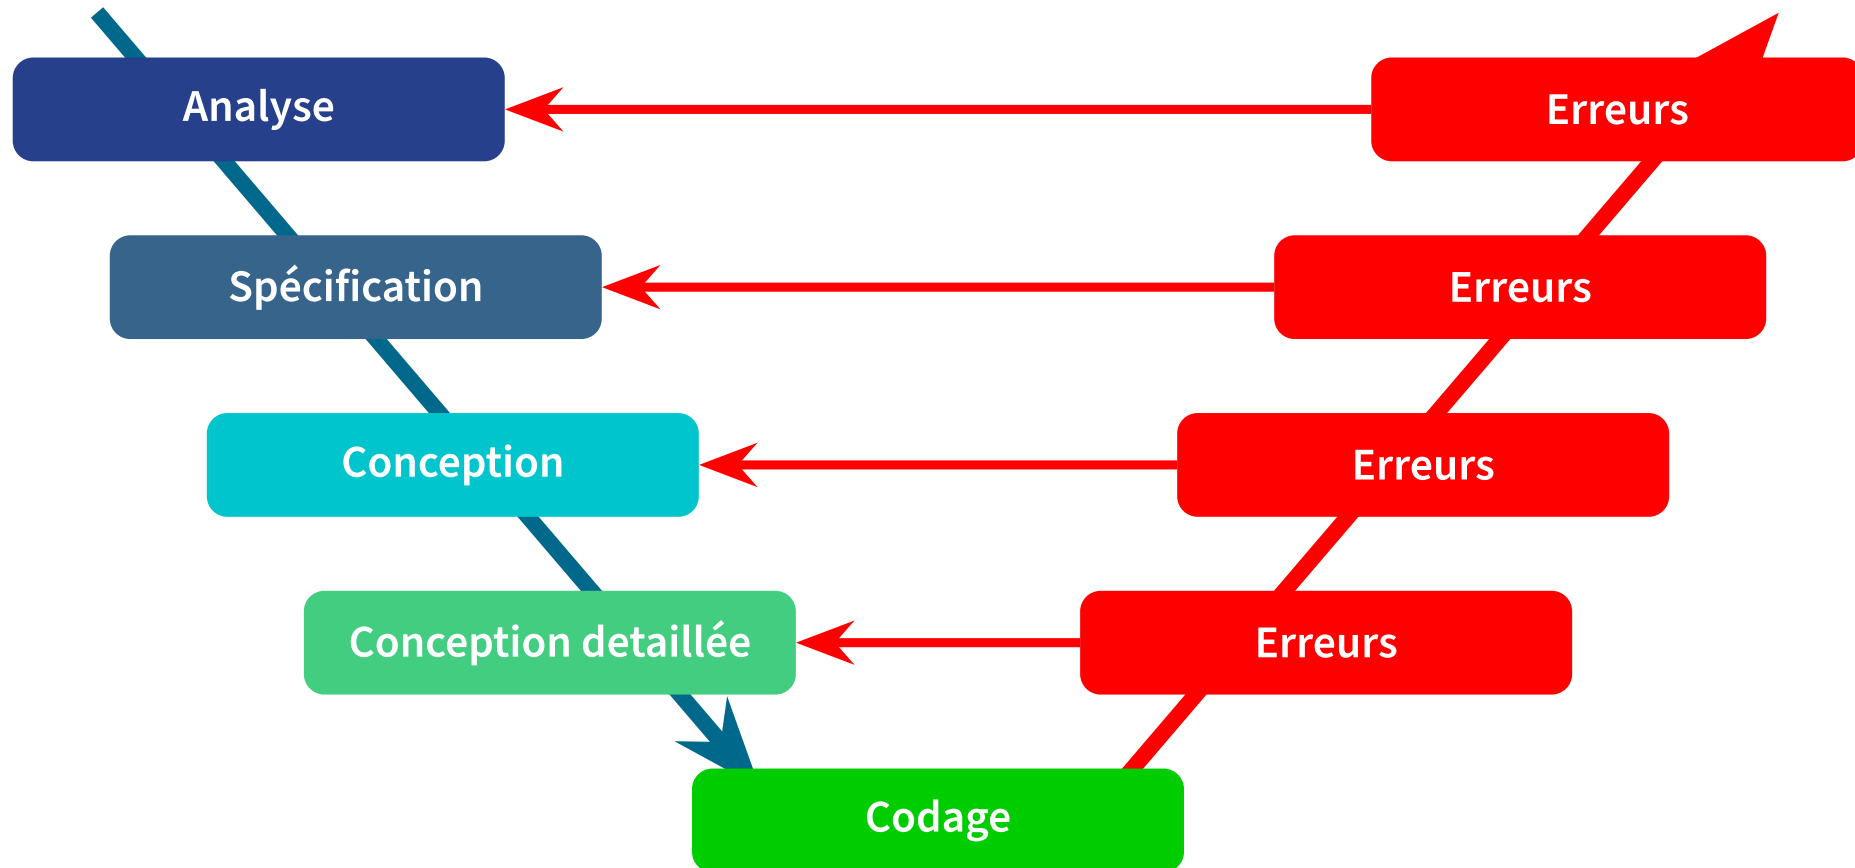 Analyse
Erreurs
Spécification
Erreurs
Conception
Erreurs
Conception detaillée
Erreurs
Codage